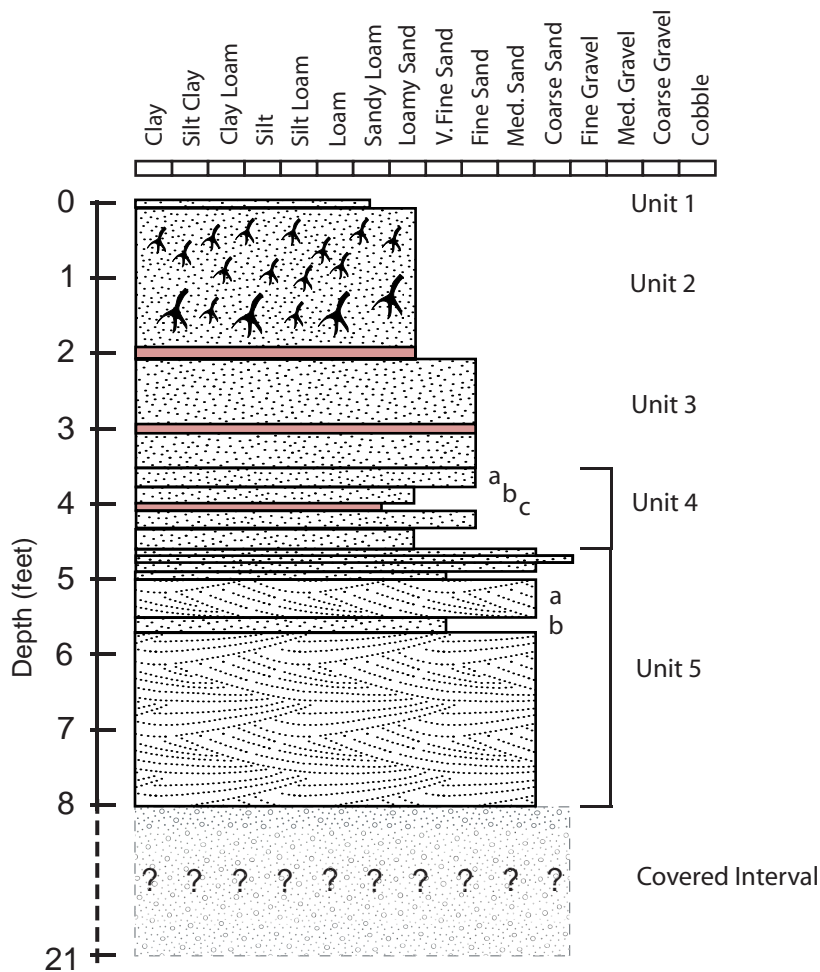 Clay
Silt Clay
Clay Loam
Silt
Silt Loam
Loam
Sandy Loam
Loamy Sand
V. Fine Sand
Fine Sand
Med. Sand
Coarse Sand
Fine Gravel
Med. Gravel
Coarse Gravel
Cobble
0
Unit 1
1
Unit 2
2
Unit 3
3
a
b
c
4
Unit 4
5
a
b
6
Unit 5
7
8
Depth (feet)
? ? ? ? ? ? ? ? ? ?
Covered Interval
21